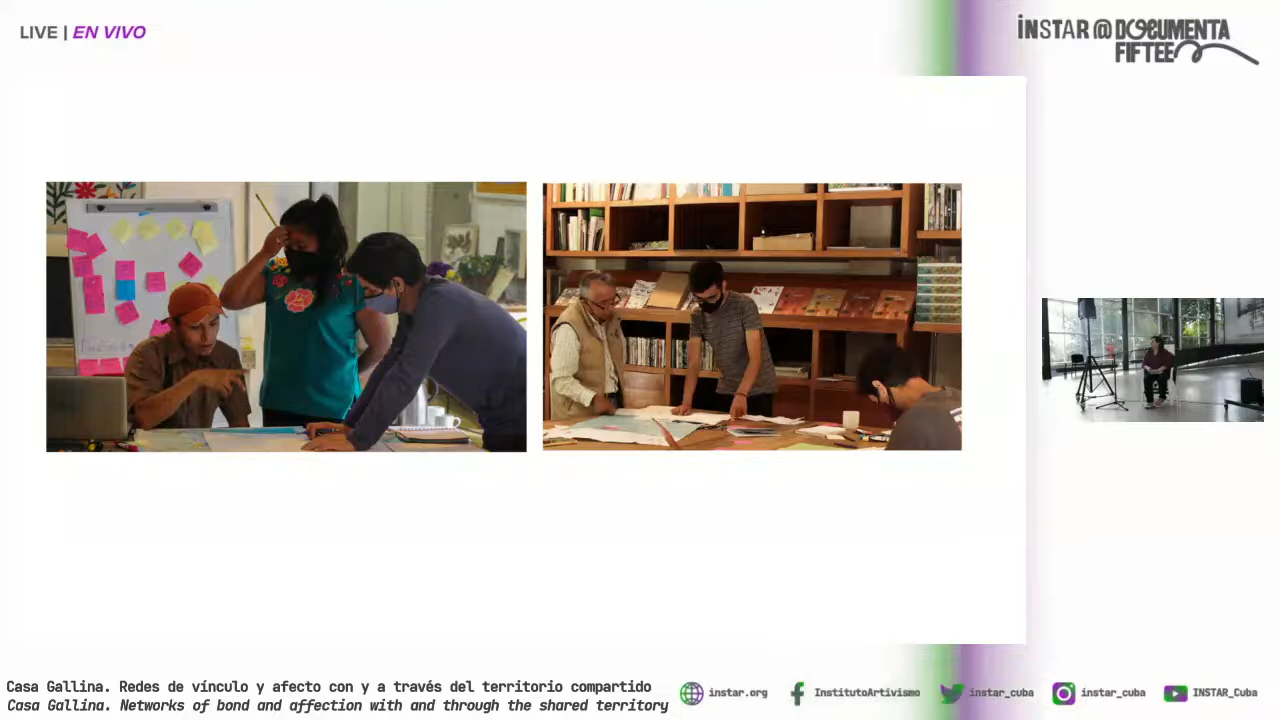 LIVE | EN VIVO
INSTAR @ DOCUMENTA
FIFTEEN
Casa Gallina. Redes de vínculo y afecto con y a través del territorio compartido
Casa Gallina. Networks of bond and affection with and through the shared territory
instar.org
InstitutoArtivismo
instar_cuba
instar_cuba
INSTAR_Cuba